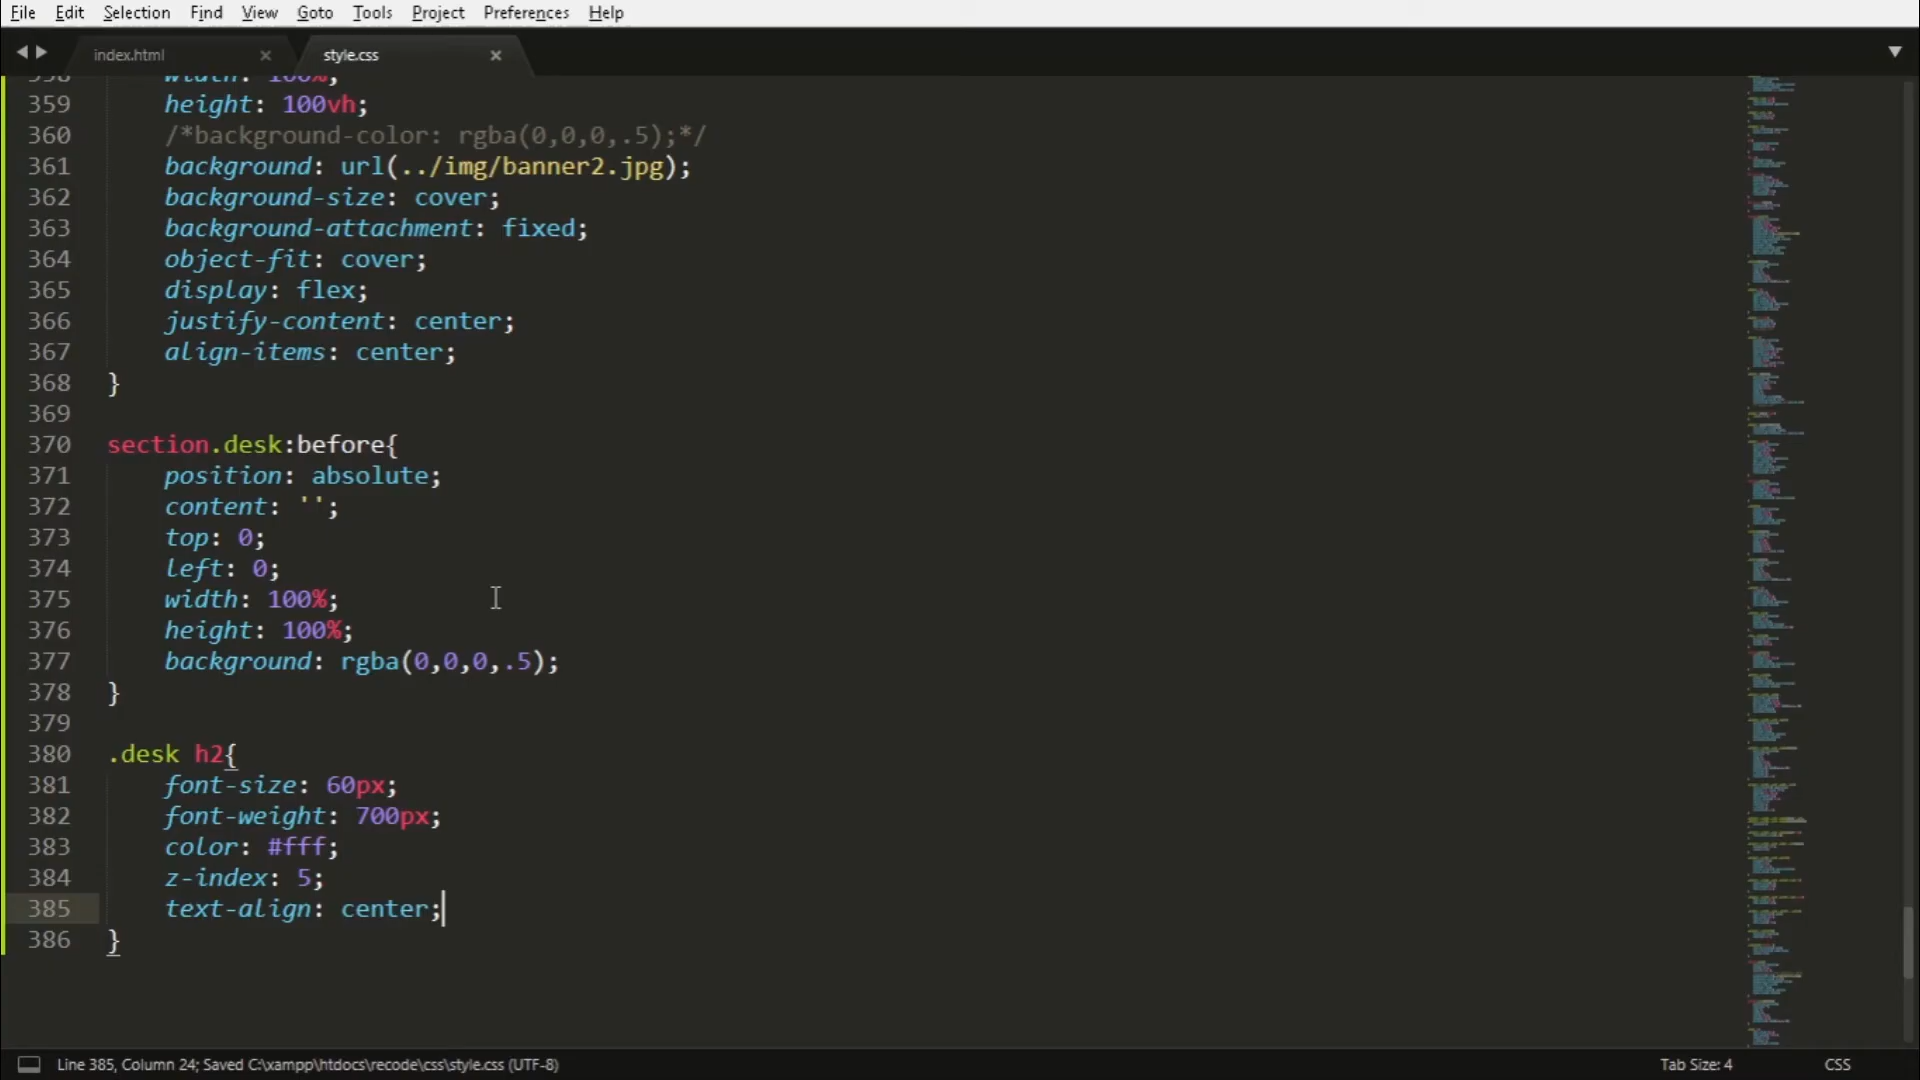 File Edit Selection Find View Goto Tools Project Preferences Help
index.html × style.css ×
359 height: 100vh;
360 /*background-color: rgba(0,0,0,.5);*/
361 background: url(../img/banner2.jpg);
362 background-size: cover;
363 background-attachment: fixed;
364 object-fit: cover;
365 display: flex;
366 justify-content: center;
367 align-items: center;
368 }
369
370 section.desk:before{
371 position: absolute;
372 content: '';
373 top: 0;
374 left: 0;
375 width: 100%;
376 height: 100%;
377 background: rgba(0,0,0,.5);
378 }
379
380 .desk h2{
381 font-size: 60px;
382 font-weight: 700px;
383 color: #fff;
384 z-index: 5;
385 text-align: center;
386 }
Line 385, Column 24; Saved C:\xampp\htdocs\recode\css\style.css (UTF-8) Tab Size: 4 CSS